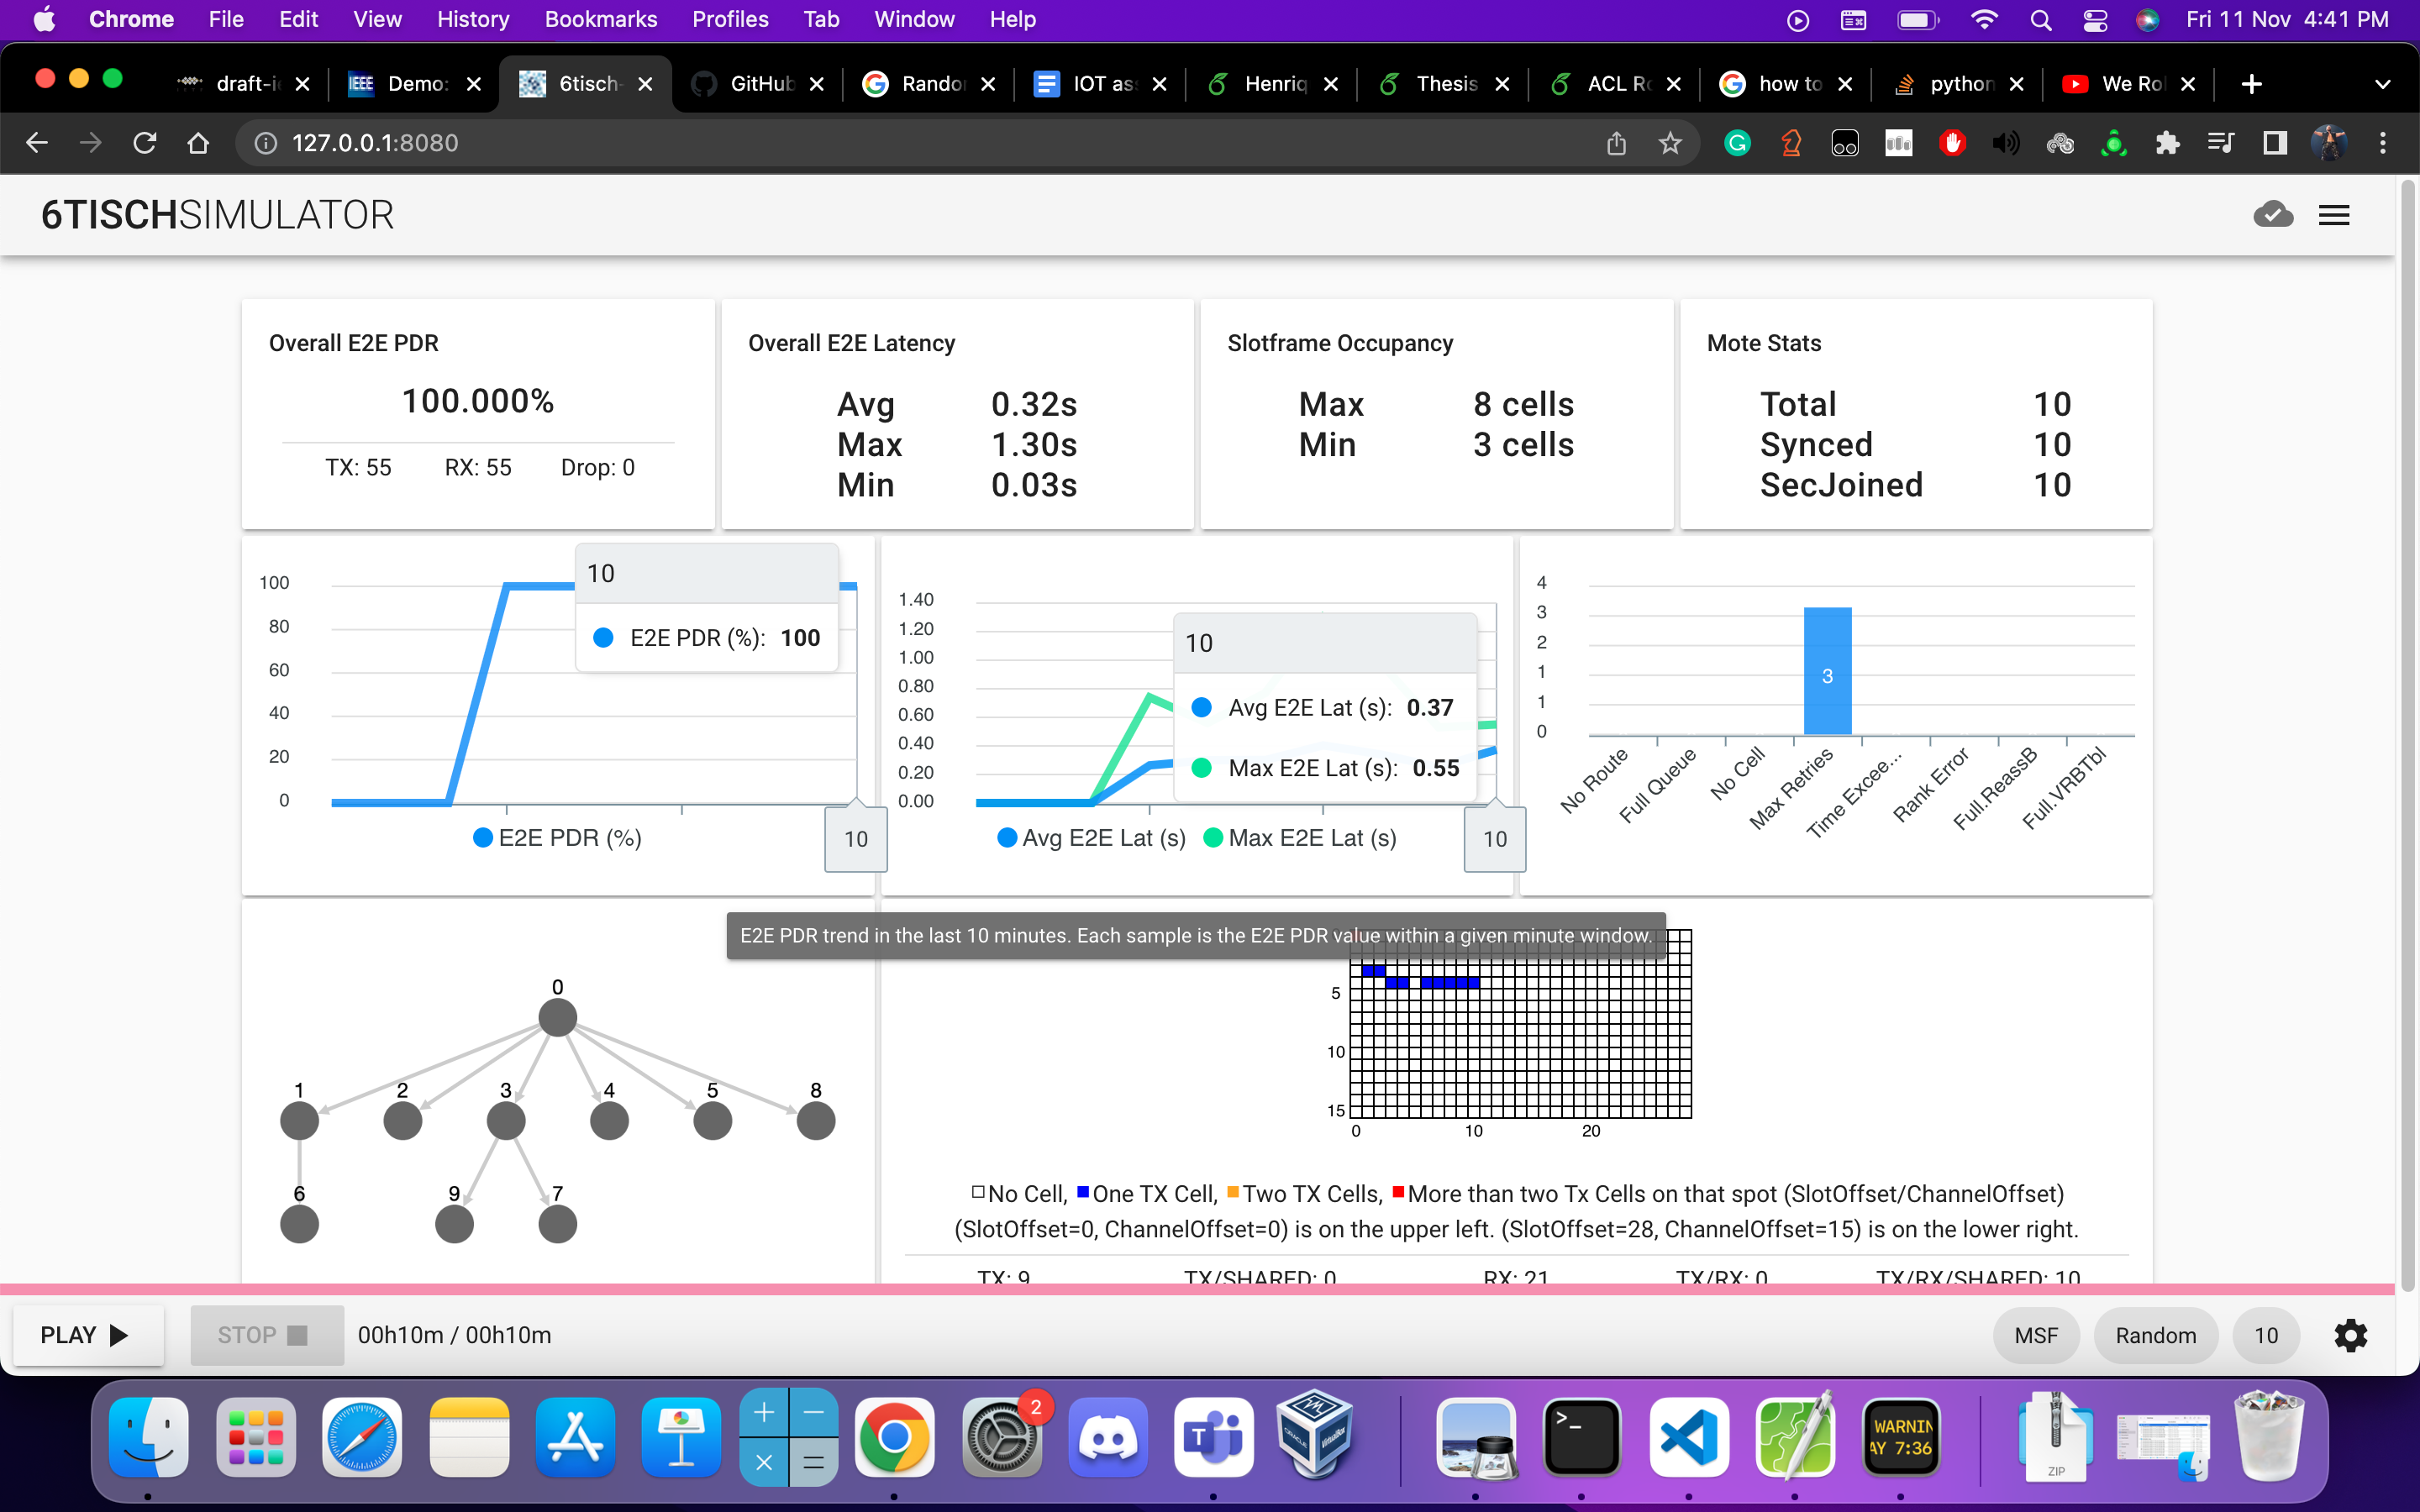 Chrome File Edit View History Bookmarks Profiles Tab Window Help Fri 11 Nov 4:41 PM
draft-i IEEE Demo: 6tisch- GitHub Randor IOT as Henriq Thesis ACL Ro how to python We Rol
127.0.0.1:8080
6TISCHSIMULATOR
Overall E2E PDR
100.000%
TX: 55 RX: 55 Drop: 0
Overall E2E Latency
Avg 0.32s
Max 1.30s
Min 0.03s
Slotframe Occupancy
Max 8 cells
Min 3 cells
Mote Stats
Total 10
Synced 10
SecJoined 10
100
80
60
40
20
0
10
E2E PDR (%): 100
10
E2E PDR (%)
1.40
1.20
1.00
0.80
0.60
0.40
0.20
0.00
10
Avg E2E Lat (s): 0.37
Max E2E Lat (s): 0.55
10
Avg E2E Lat (s) Max E2E Lat (s)
4
3
2
1
1
0
3
No Route Full Queue No Cell Max Retries Time Excee... Rank Error Full.ReassB Full.VRBTbl
E2E PDR trend in the last 10 minutes. Each sample is the E2E PDR value within a given minute window.
0
1 2 3 4 5 8
6 9 7
5
10
15
0 10 20
No Cell, One TX Cell, Two TX Cells, More than two Tx Cells on that spot (SlotOffset/ChannelOffset)
(SlotOffset=0, ChannelOffset=0) is on the upper left. (SlotOffset=28, ChannelOffset=15) is on the lower right.
TX: 9 TX/SHARED: 0 RX: 21 TX/RX: 0 TX/RX/SHARED: 10
PLAY STOP 00h10m / 00h10m MSF Random 10
2
WARNIN
AY 7:36
ZIP